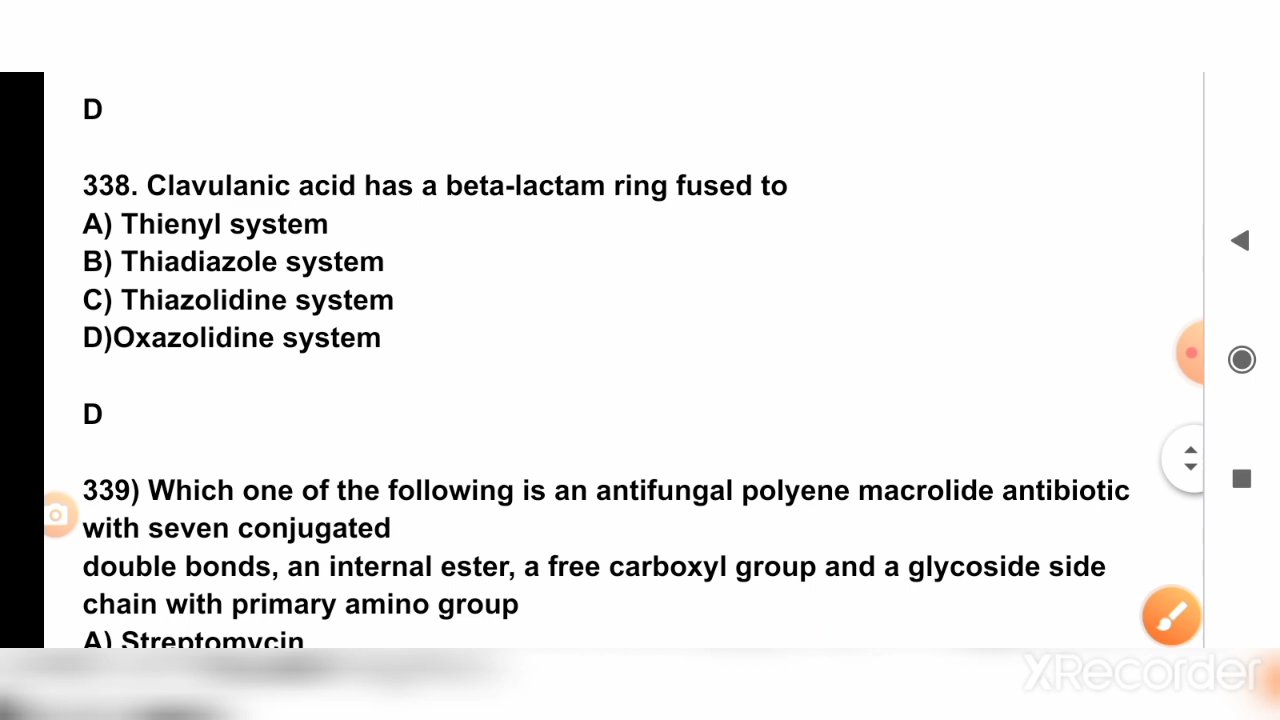 D
338. Clavulanic acid has a beta-lactam ring fused to
A) Thienyl system
B) Thiadiazole system
C) Thiazolidine system
D)Oxazolidine system
D
339) Which one of the following is an antifungal polyene macrolide antibiotic
with seven conjugated
double bonds, an internal ester, a free carboxyl group and a glycoside side
chain with primary amino group
A) Streptomycin
XRecorder